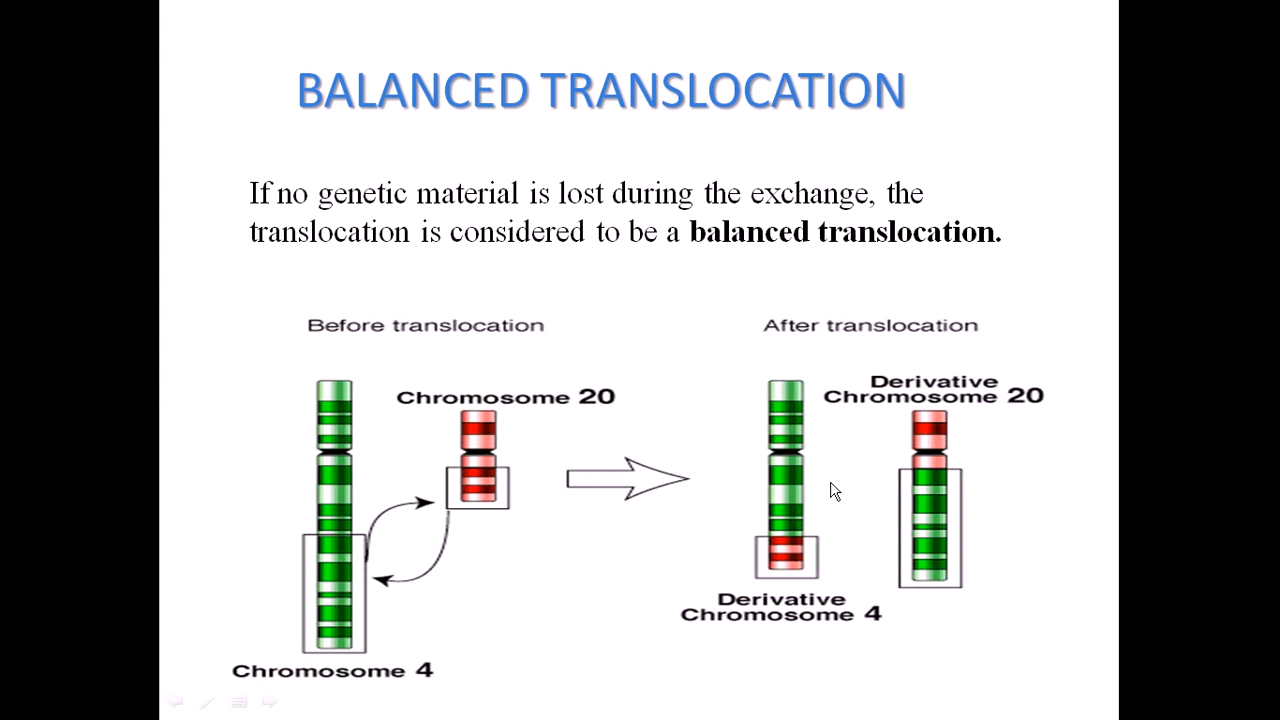 BALANCED TRANSLOCATION
If no genetic material is lost during the exchange, the
translocation is considered to be a balanced translocation.
Before translocation
After translocation
Chromosome 20
Derivative
Chromosome 20
Derivative
Chromosome 4
Chromosome 4